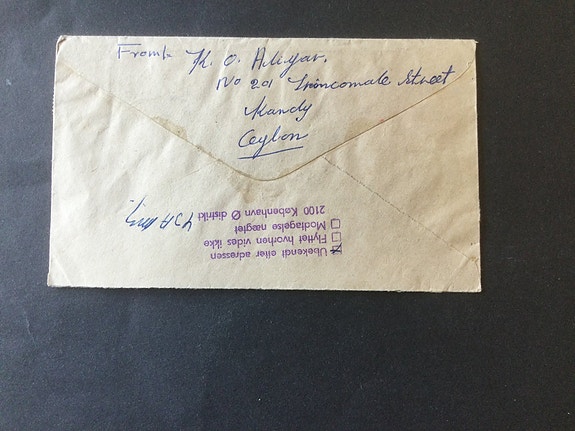 From:- K. O. Adiyar.
No 201 Trincomale Street
Kandy
Ceylon
Ubekendt efter adressen
Flyttet hvorhen vides ikke
Modtagelse nægtet
2100 København Ø distrikt